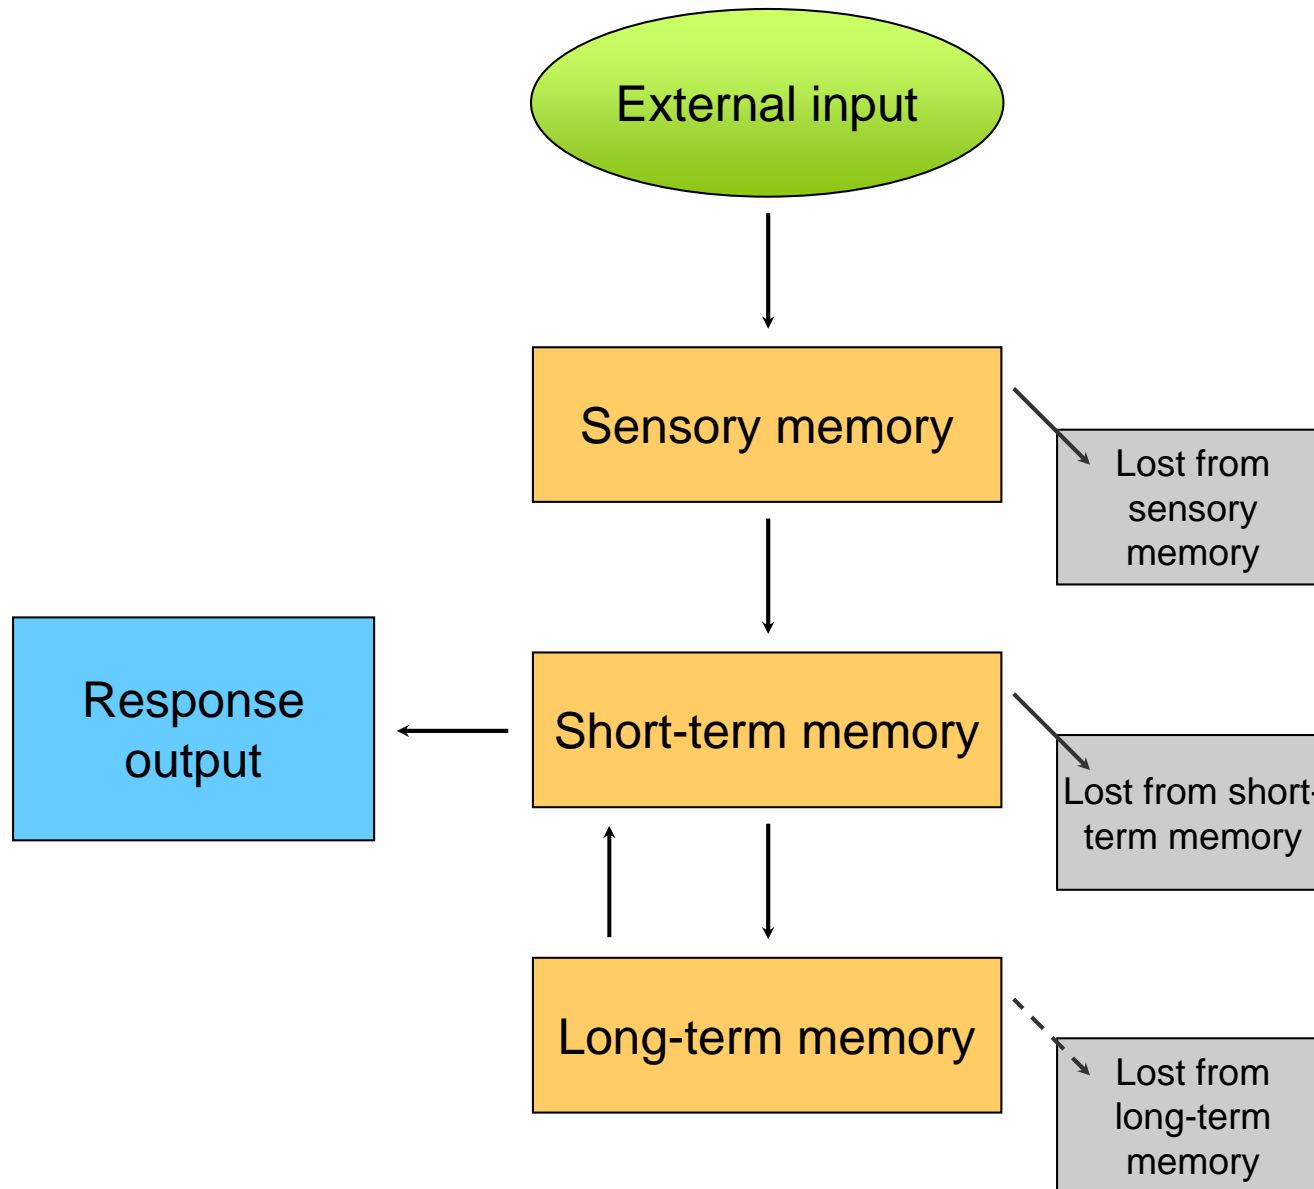 External input
Sensory memory
Lost from
sensory
memory
Response
output
Short-term memory
Lost from short-
term memory
Long-term memory
Lost from
long-term
memory